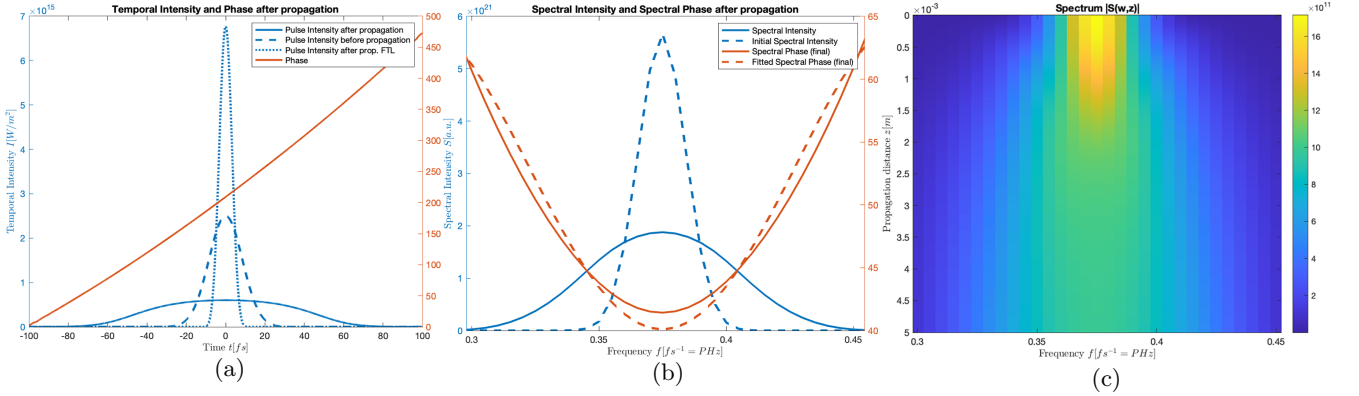 Temporal Intensity and Phase after propagation
×10^15
7
6
5
4
3
2
1
0
Temporal Intensity I[W/m²]
Pulse Intensity after propagation
Pulse Intensity before propagation
Pulse Intensity after prop. FTL
Phase
500
450
400
350
300
250
200
150
100
50
0
-100 -80 -60 -40 -20 0 20 40 60 80 100
Time t[fs]
(a)
Spectral Intensity and Spectral Phase after propagation
×10^21
6
5
4
3
2
1
0
Spectral Intensity S[a.u.]
Spectral Intensity
Initial Spectral Intensity
Spectral Phase (final)
Fitted Spectral Phase (final)
65
60
55
50
45
40
0.3 0.35 0.4 0.45
Frequency f[fs⁻¹ = PHz]
(b)
Spectrum |S(w,z)|
×10^-3
0
0.5
1
1.5
2
2.5
3
3.5
4
4.5
5
Propagation distance z[m]
0.3 0.35 0.4 0.45
Frequency f[fs⁻¹ = PHz]
×10^11
16
14
12
10
8
6
4
2
(c)